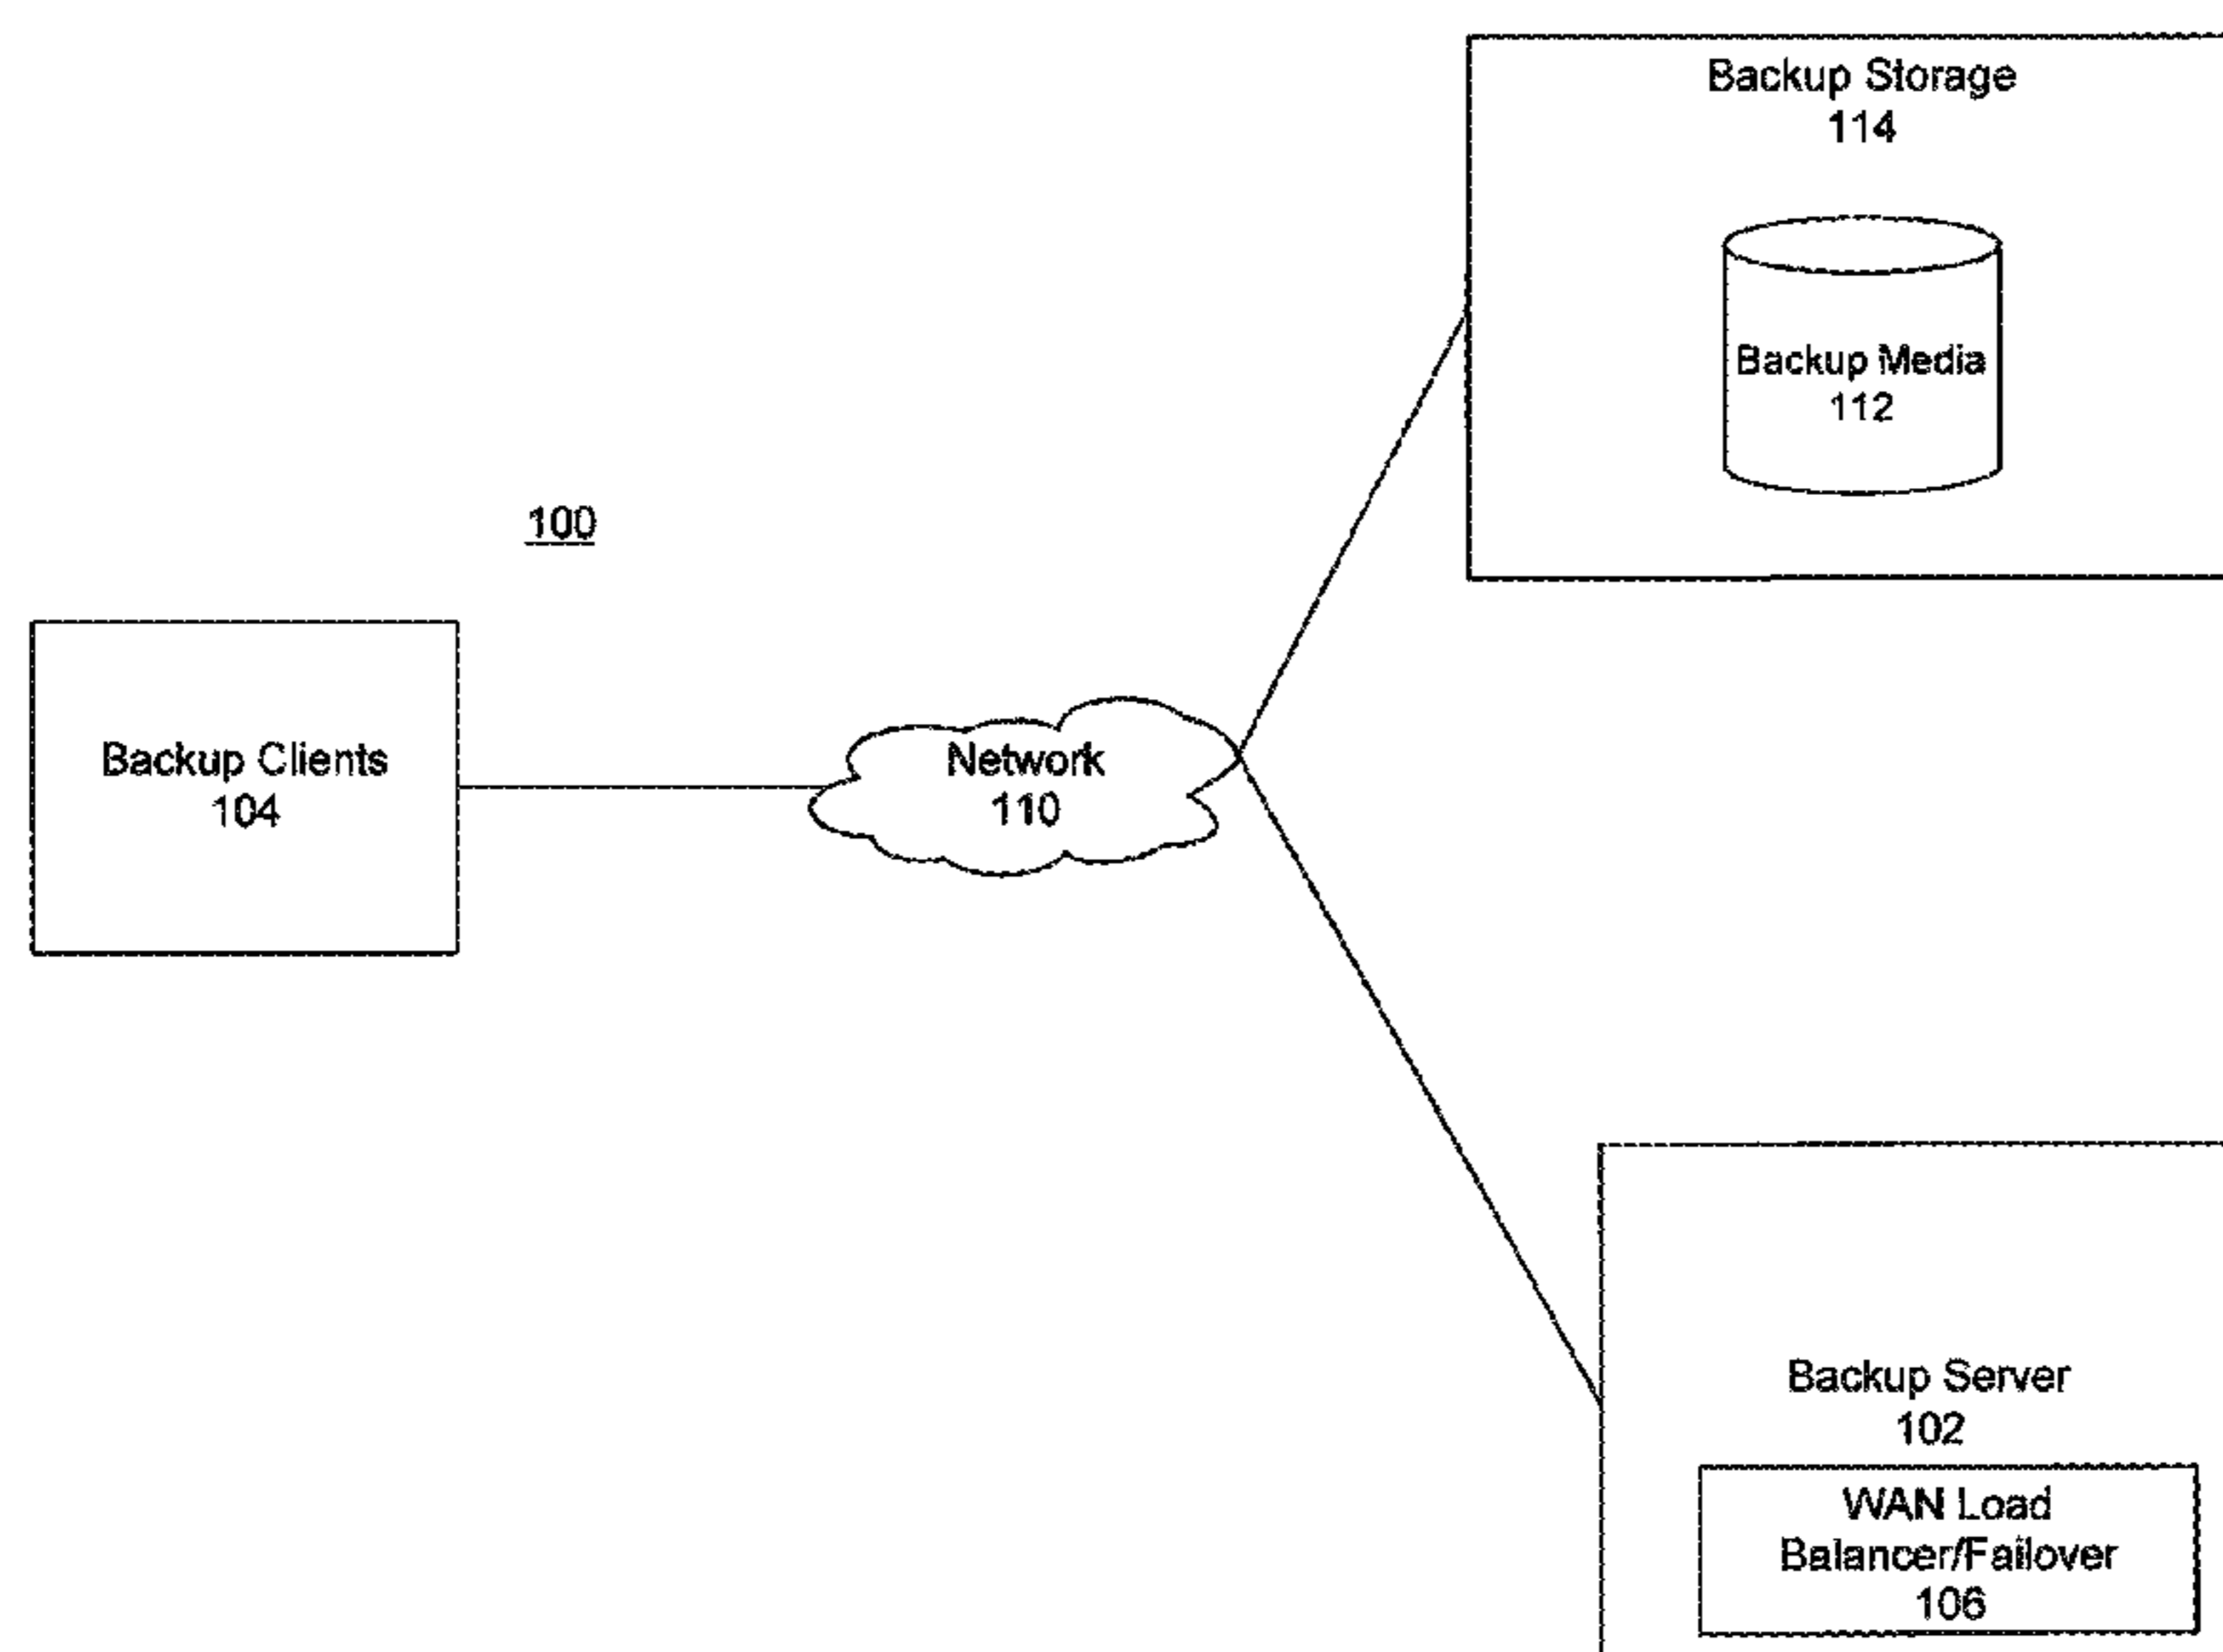 Backup Storage
114
Backup Media
112
100
Backup Clients
104
Network
110
Backup Server
102
WAN Load
Balancer/Failover
106